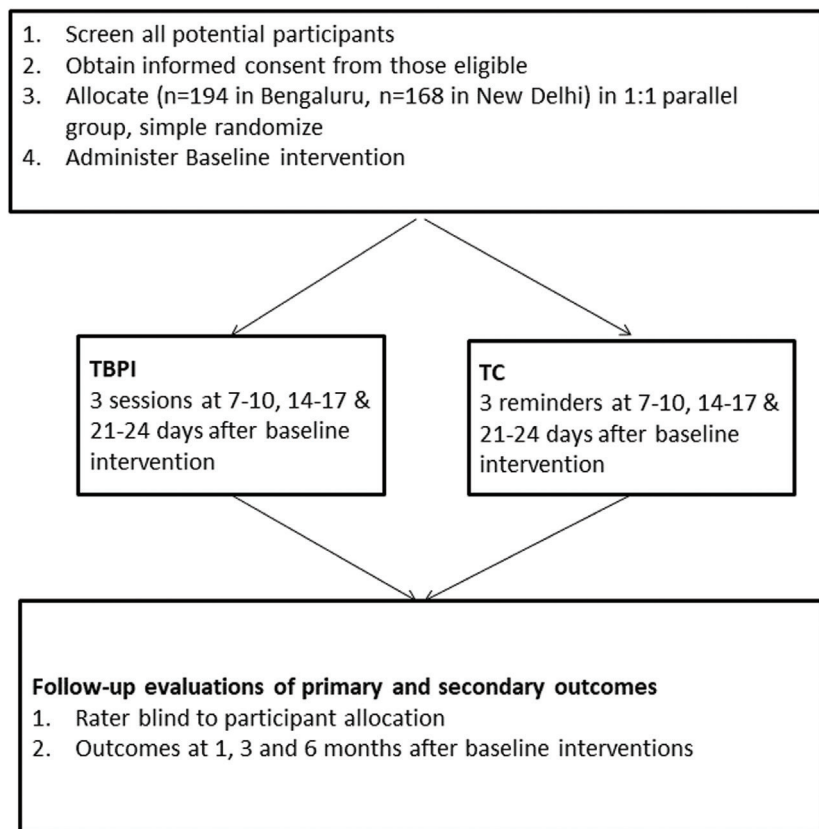 1. Screen all potential participants
2. Obtain informed consent from those eligible
3. Allocate (n=194 in Bengaluru, n=168 in New Delhi) in 1:1 parallel
group, simple randomize
4. Administer Baseline intervention
TBPI
3 sessions at 7-10, 14-17 &
21-24 days after baseline
intervention
TC
3 reminders at 7-10, 14-17 &
21-24 days after baseline
intervention
Follow-up evaluations of primary and secondary outcomes
1. Rater blind to participant allocation
2. Outcomes at 1, 3 and 6 months after baseline interventions